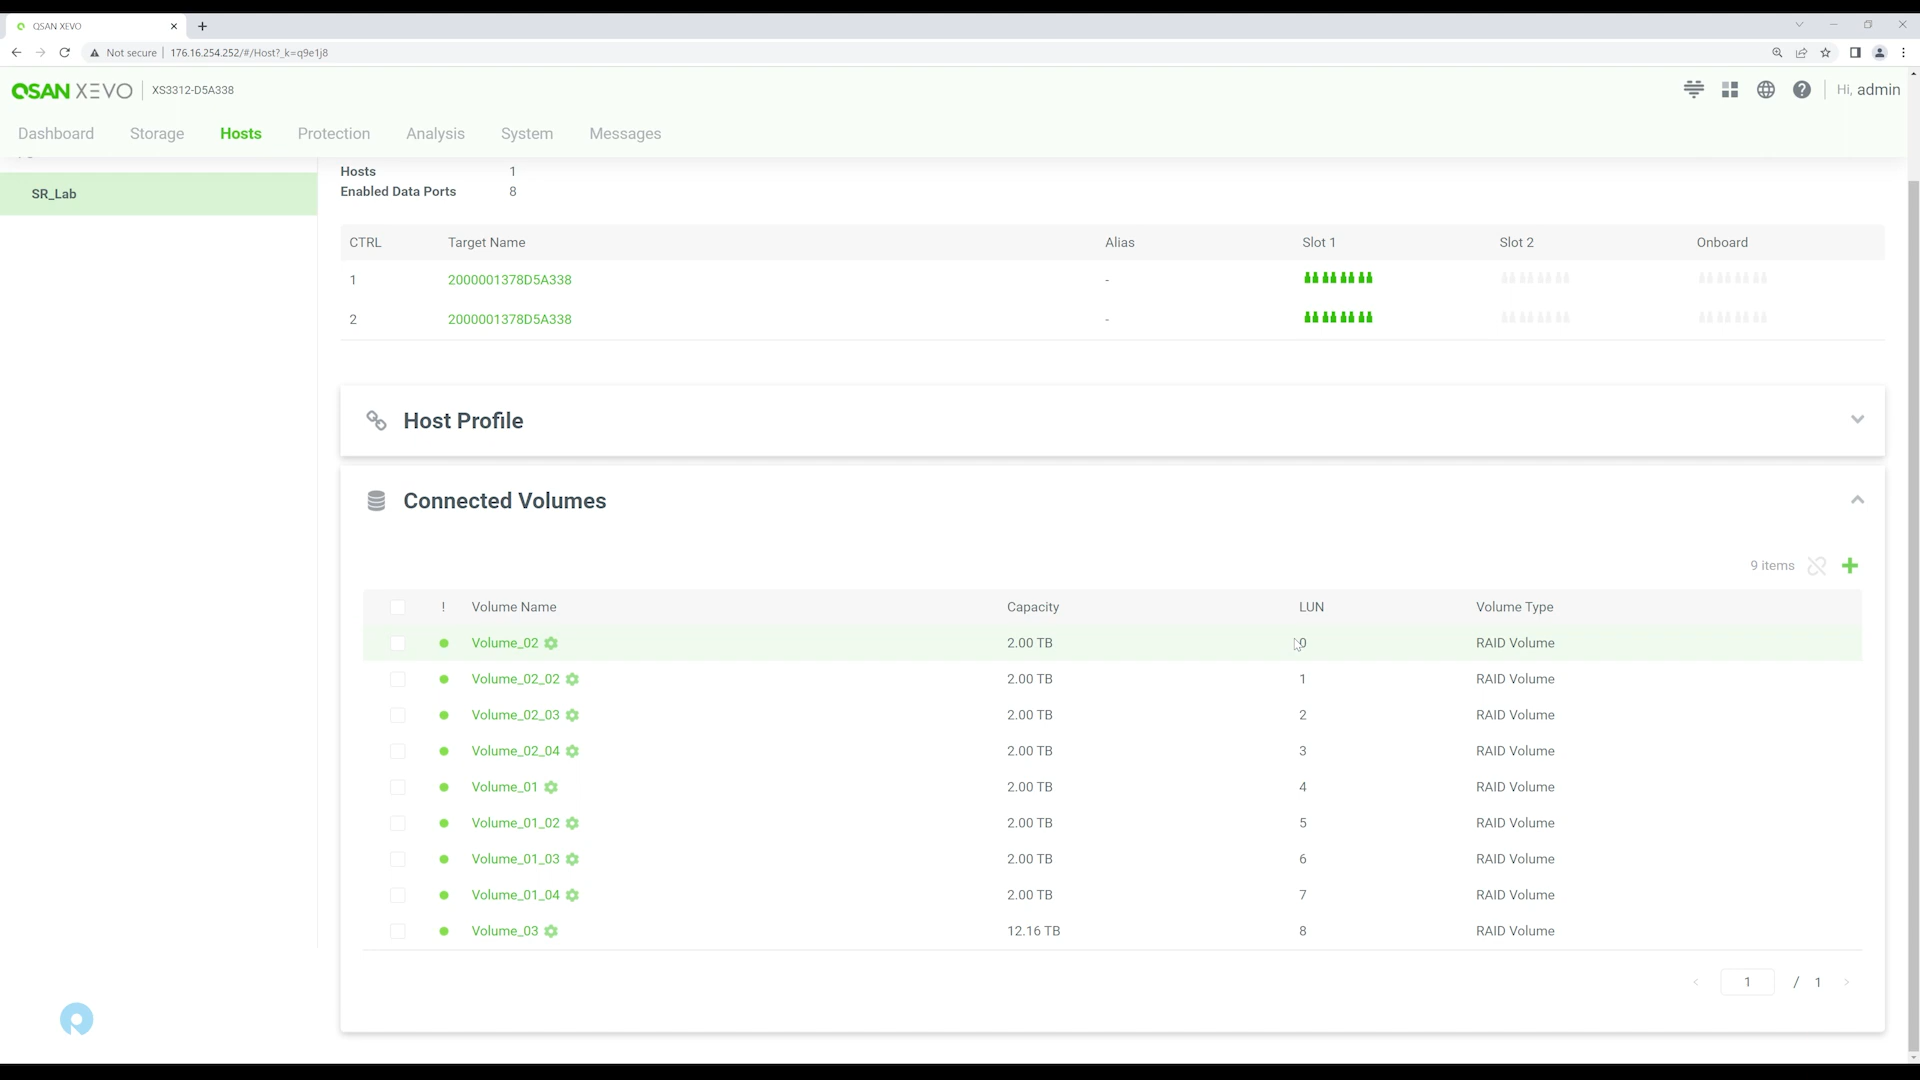 QSAN XEVO
Not secure | 176.16.254.252/#/Host?_k=q9e1j8
QSAN XEVO | XS3312-D5A338
Hi, admin
Dashboard Storage Hosts Protection Analysis System Messages
SR_Lab
Hosts 1
Enabled Data Ports 8
CTRL Target Name Alias Slot 1 Slot 2 Onboard
1 2000001378D5A338 -
2 2000001378D5A338 -
Host Profile
Connected Volumes
9 items
! Volume Name Capacity LUN Volume Type
Volume_02 2.00 TB 0 RAID Volume
Volume_02_02 2.00 TB 1 RAID Volume
Volume_02_03 2.00 TB 2 RAID Volume
Volume_02_04 2.00 TB 3 RAID Volume
Volume_01 2.00 TB 4 RAID Volume
Volume_01_02 2.00 TB 5 RAID Volume
Volume_01_03 2.00 TB 6 RAID Volume
Volume_01_04 2.00 TB 7 RAID Volume
Volume_03 12.16 TB 8 RAID Volume
1 / 1